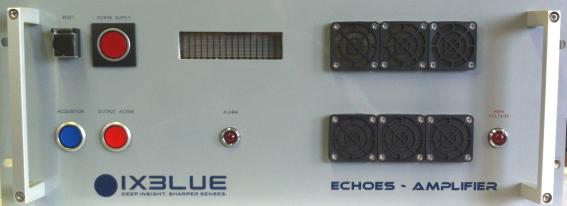 RESET
POWER SUPPLY
ACQUISITION
OUTPUT ACTIVE
ALARM
HIGH
VOLTAGE
IXBLUE
DEEP INSIGHT. SHARPER SENSES.
ECHOES - AMPLIFIER